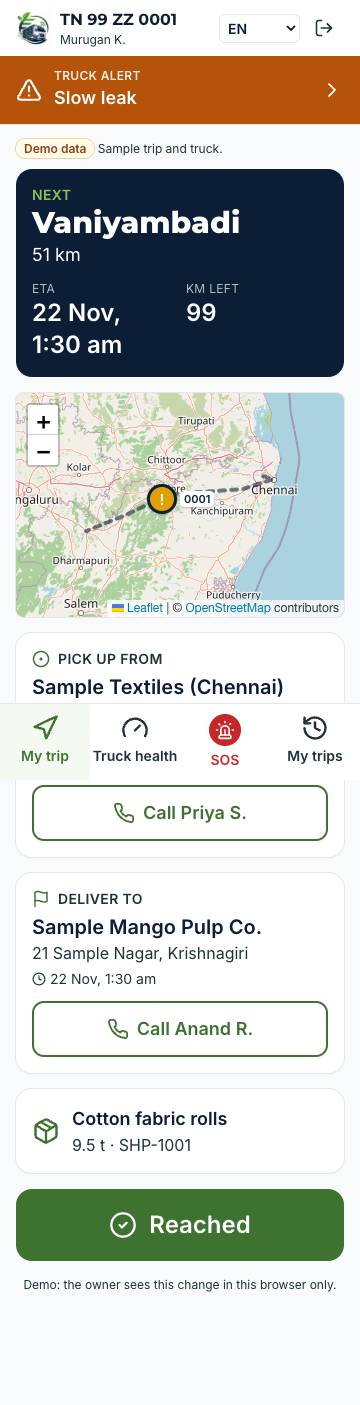 TN 99 ZZ 0001
Murugan K.
EN
TRUCK ALERT
Slow leak
Demo data Sample trip and truck.
NEXT
Vaniyambadi
51 km
ETA
KM LEFT
22 Nov,
1:30 am
99
+
−
Tirupati
Chittoor
Kolar
ngaluru
0001
Chennai
Kanchipuram
Dharmapuri
Salem
Puducherry
Leaflet | © OpenStreetMap contributors
PICK UP FROM
Sample Textiles (Chennai)
My trip
Truck health
SOS
My trips
Call Priya S.
DELIVER TO
Sample Mango Pulp Co.
21 Sample Nagar, Krishnagiri
22 Nov, 1:30 am
Call Anand R.
Cotton fabric rolls
9.5 t · SHP-1001
Reached
Demo: the owner sees this change in this browser only.